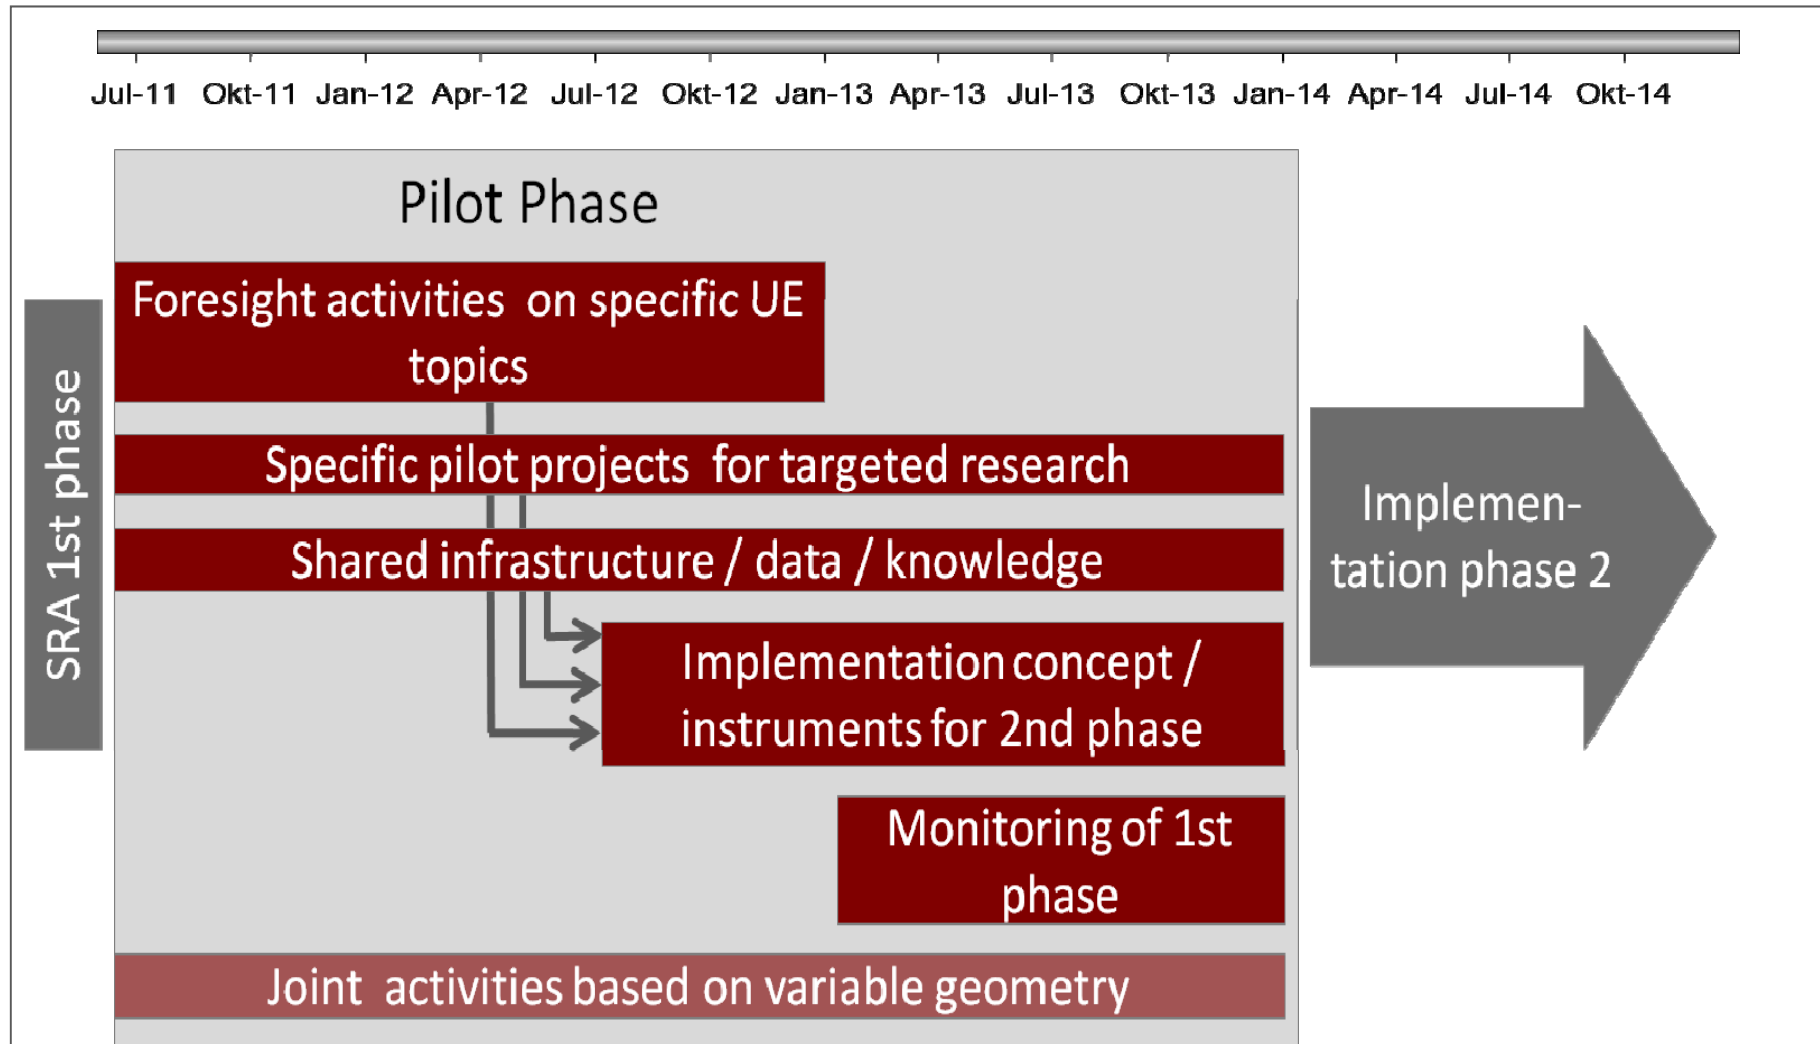 Jul-11 Okt-11 Jan-12 Apr-12 Jul-12 Okt-12 Jan-13 Apr-13 Jul-13 Okt-13 Jan-14 Apr-14 Jul-14 Okt-14
Pilot Phase
SRA 1st phase
Foresight activities on specific UE
topics
Specific pilot projects for targeted research
Shared infrastructure / data / knowledge
Implementation concept /
instruments for 2nd phase
Monitoring of 1st
phase
Joint activities based on variable geometry
Implemen-
tation phase 2